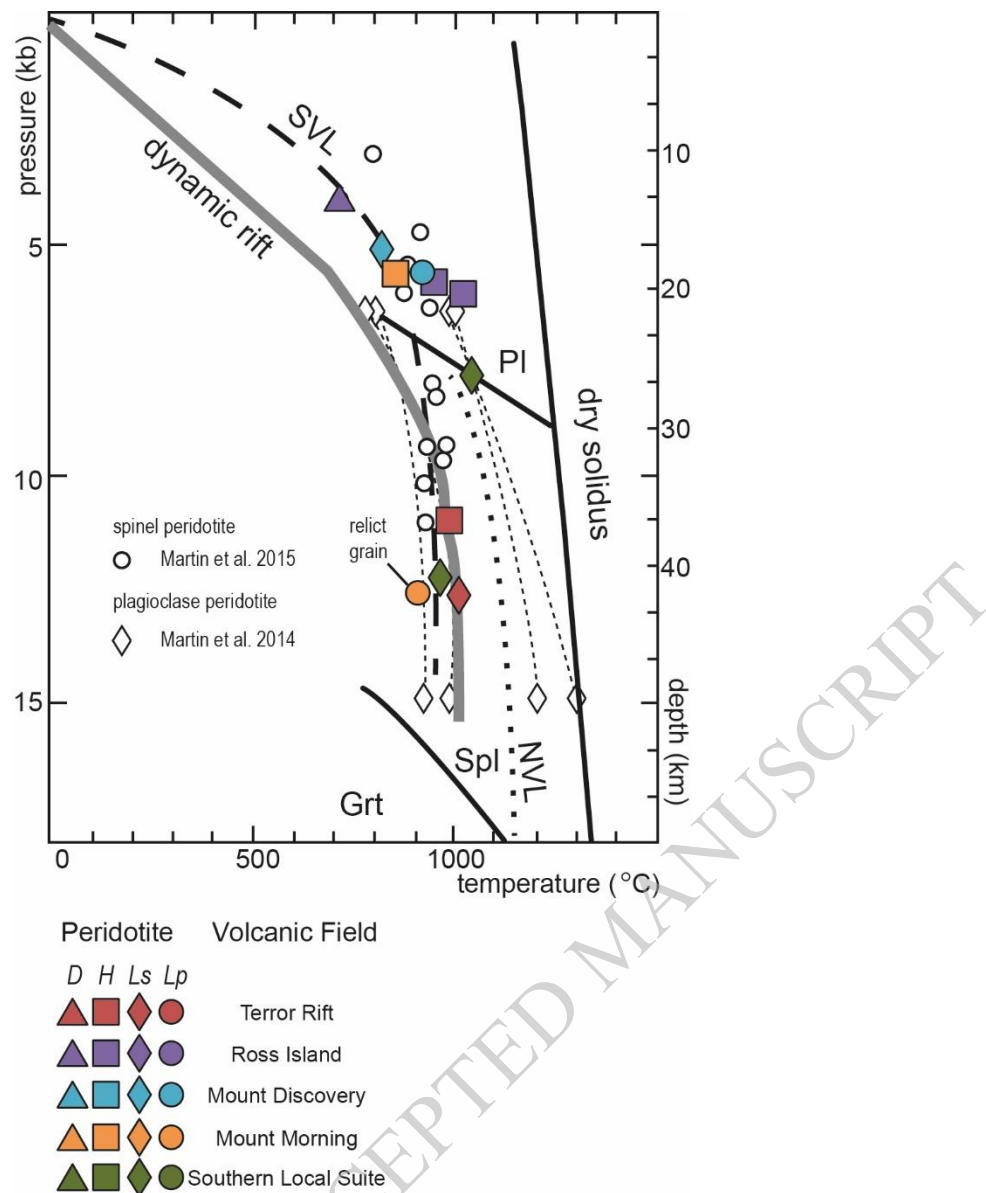 pressure (kb)
5
10
15
SVL
dynamic rift
Pl
dry solidus
10
20
30
40
depth (km)
spinel peridotite
Martin et al. 2015
plagioclase peridotite
Martin et al. 2014
relict
grain
Spl
NVL
Grt
0
500
1000
temperature (°C)
Peridotite Volcanic Field
D H Ls Lp
Terror Rift
Ross Island
Mount Discovery
Mount Morning
Southern Local Suite
CEPTED MANUSCRIPT